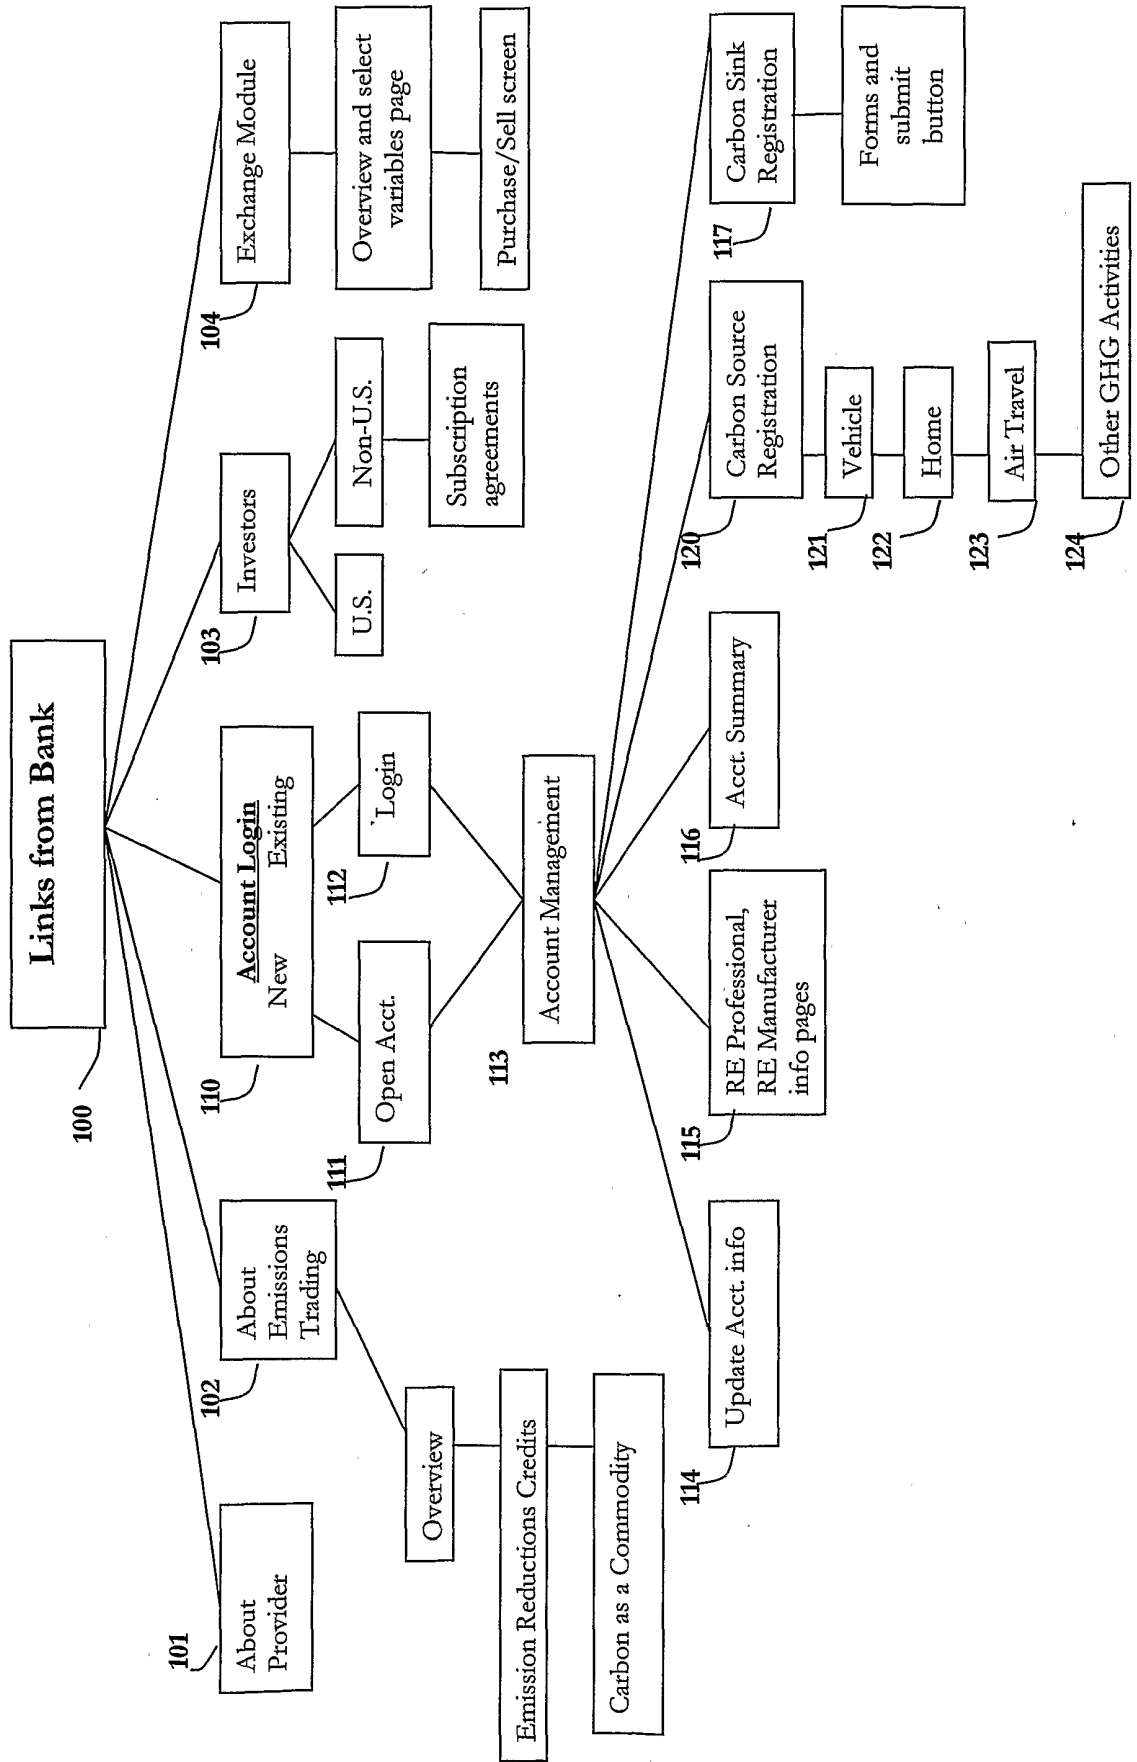 Links from Bank
100
101
About
Provider
102
About
Emissions
Trading
Overview
Emission Reductions Credits
Carbon as a Commodity
110
Account Login
New Existing
111
Open Acct.
112
Login
103
Investors
U.S.
Non-U.S.
Subscription
agreements
104
Exchange Module
Overview and select
variables page
Purchase/Sell screen
113
Account Management
114
Update Acct. info
115
RE Professional,
RE Manufacturer
info pages
116
Acct. Summary
120
Carbon Source
Registration
121
Vehicle
122
Home
123
Air Travel
124
Other GHG Activities
117
Carbon Sink
Registration
Forms and
submit
button